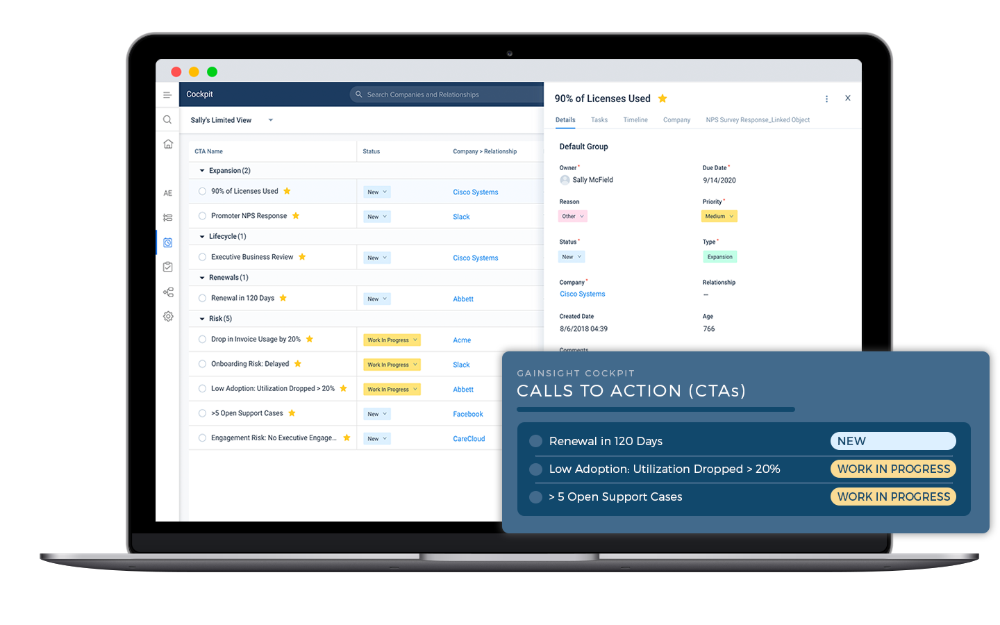 Cockpit
Search Companies and Relationships
Sally's Limited View
AE
CTA Name Status Company > Relationship
Expansion (2)
90% of Licenses Used New Cisco Systems
Promoter NPS Response New Slack
Lifecycle (1)
Executive Business Review New Cisco Systems
Renewals (1)
Renewal in 120 Days New Abbett
Risk (5)
Drop in Invoice Usage by 20% Work In Progress Acme
Onboarding Risk: Delayed Work In Progress Slack
Low Adoption: Utilization Dropped > 20% Work In Progress Abbett
>5 Open Support Cases New Facebook
Engagement Risk: No Executive Engage... New CareCloud
90% of Licenses Used X
Details Tasks Timeline Company NPS Survey Response_Linked Object
Default Group
Owner* Due Date*
Sally McField 9/14/2020
Reason Priority*
Other Medium
Status* Type*
New Expansion
Company* Relationship
Cisco Systems —
Created Date Age
8/6/2018 04:39 766
Comments
GAINSIGHT COCKPIT
CALLS TO ACTION (CTAs)
Renewal in 120 Days NEW
Low Adoption: Utilization Dropped > 20% WORK IN PROGRESS
> 5 Open Support Cases WORK IN PROGRESS